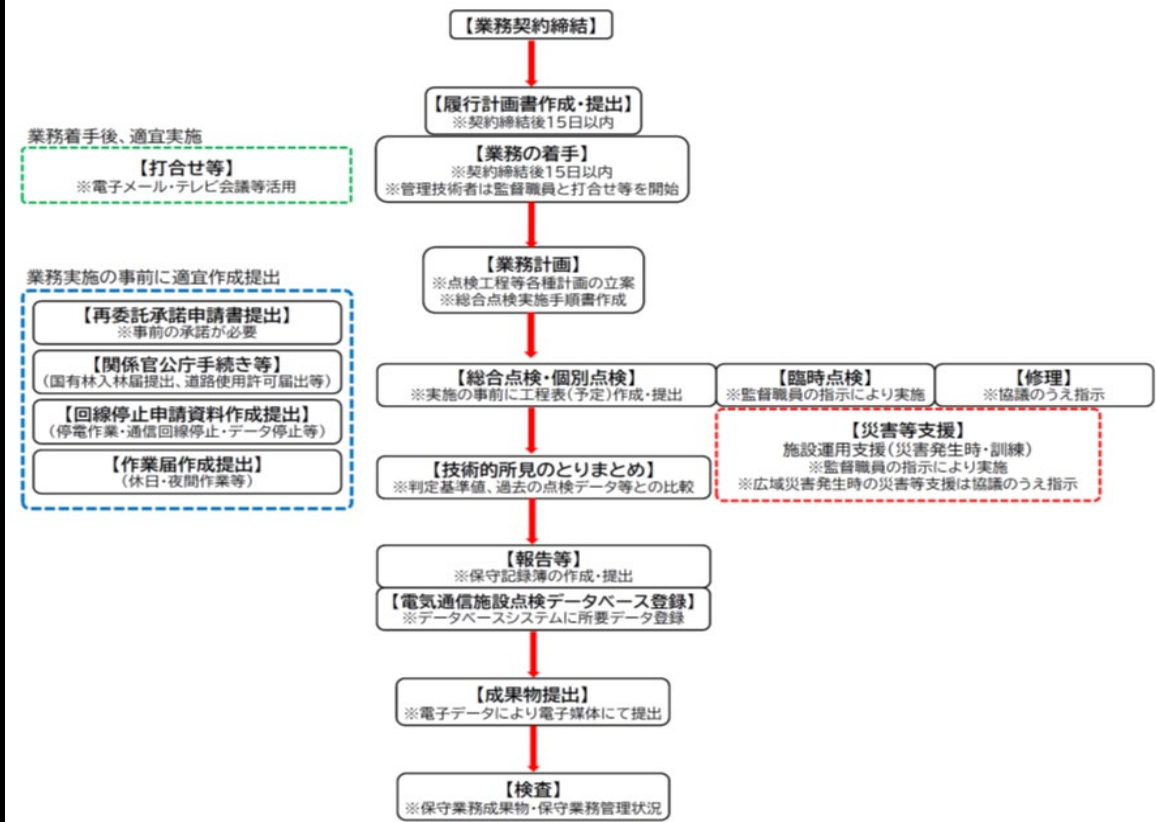 【業務契約締結】
【履行計画書作成・提出】
※契約締結後15日以内
業務着手後、適宜実施
【打合せ等】
※電子メール・テレビ会議等活用
【業務の着手】
※契約締結後15日以内
※管理技術者は監督職員と打合せ等を開始
【業務計画】
※点検工程等各種計画の立案
※総合点検実施手順書作成
業務実施の事前に適宜作成提出
【再委託承諾申請書提出】
※事前の承諾が必要
【関係官公庁手続き等】
(国有林入林届提出、道路使用許可届出等)
【回線停止申請資料作成提出】
(停電作業・通信回線停止・データ停止等)
【作業届作成提出】
(休日・夜間作業等)
【総合点検・個別点検】
※実施の事前に工程表(予定)作成・提出
【臨時点検】
※監督職員の指示により実施
【修理】
※協議のうえ指示
【災害等支援】
施設運用支援(災害発生時・訓練)
※監督職員の指示により実施
※広域災害発生時の災害等支援は協議のうえ指示
【技術的所見のとりまとめ】
※判定基準値、過去の点検データ等との比較
【報告等】
※保守記録簿の作成・提出
【電気通信施設点検データベース登録】
※データベースシステムに所要データ登録
【成果物提出】
※電子データにより電子媒体にて提出
【検査】
※保守業務成果物・保守業務管理状況